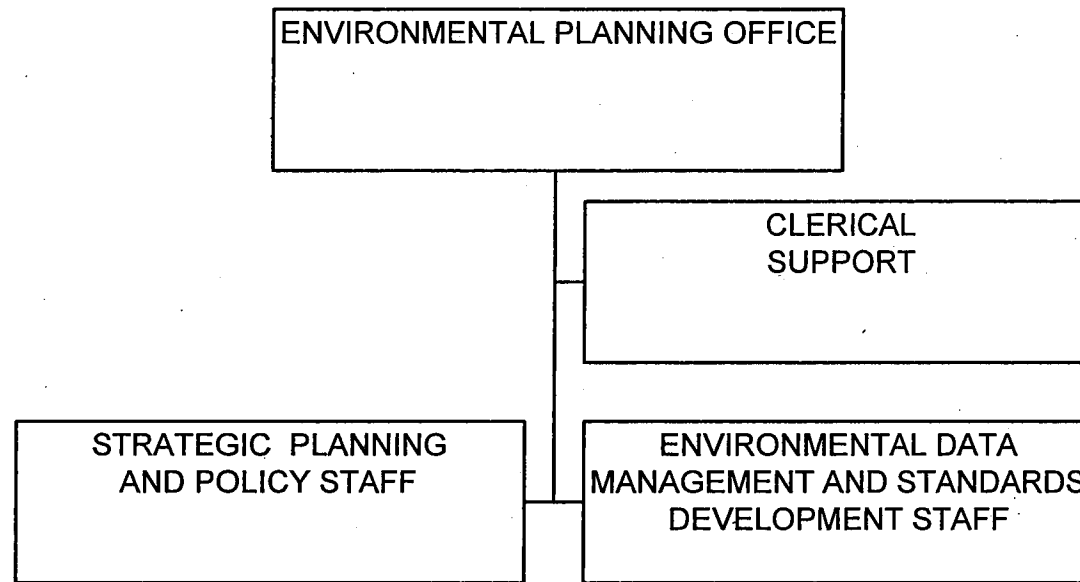 ENVIRONMENTAL PLANNING OFFICE
CLERICAL
SUPPORT
STRATEGIC PLANNING
AND POLICY STAFF
ENVIRONMENTAL DATA
MANAGEMENT AND STANDARDS
DEVELOPMENT STAFF